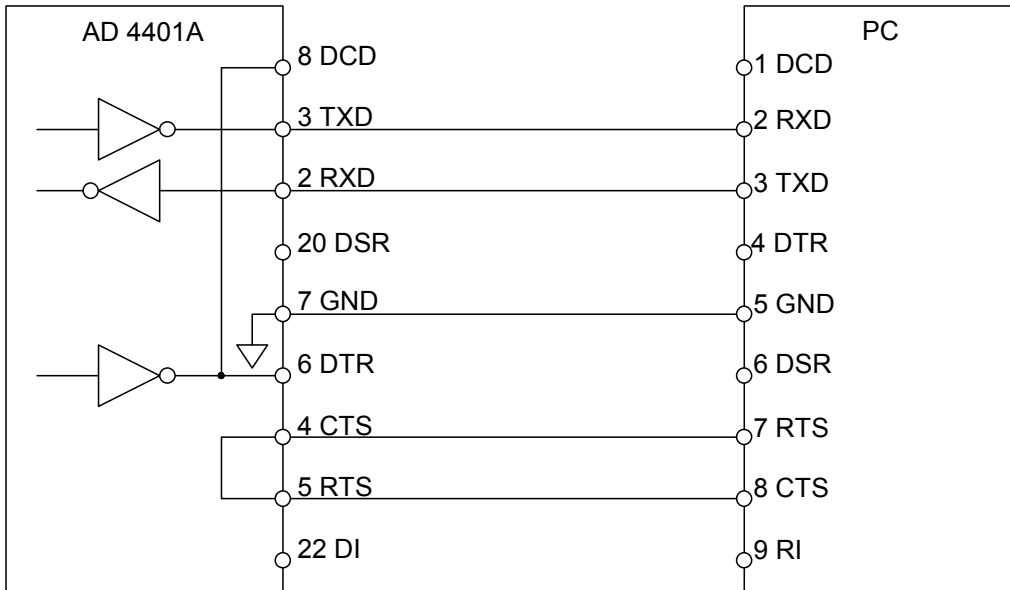 AD 4401A
PC
8 DCD
1 DCD
3 TXD
2 RXD
2 RXD
3 TXD
20 DSR
4 DTR
7 GND
5 GND
6 DTR
6 DSR
4 CTS
7 RTS
5 RTS
8 CTS
22 DI
9 RI